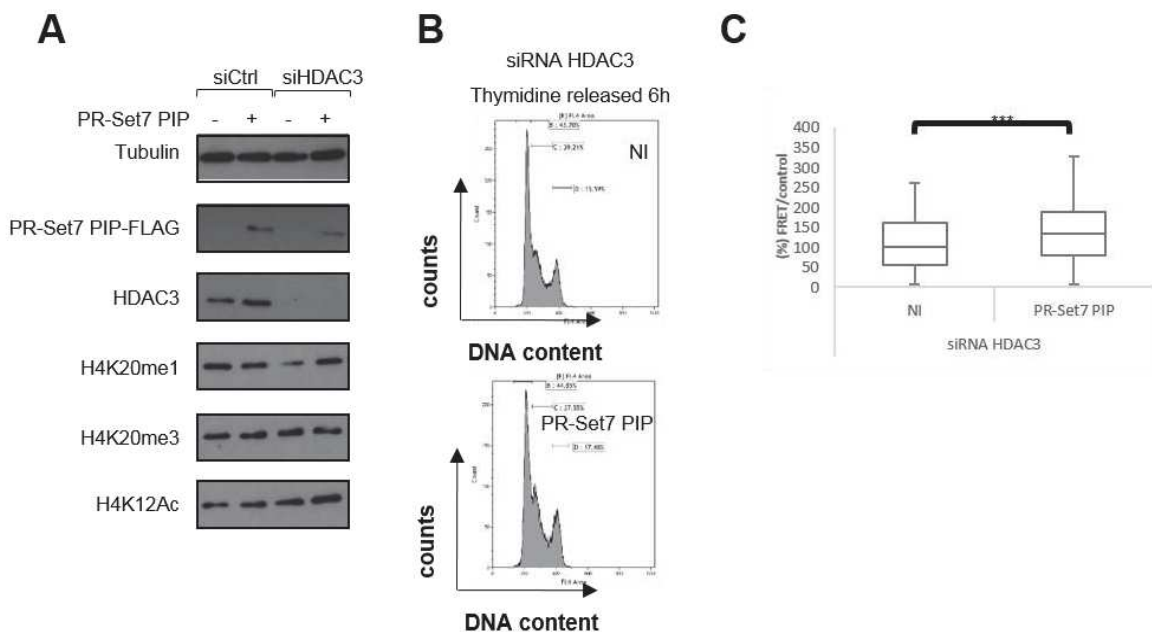 A
siCtrl siHDAC3
PR-Set7 PIP - + - +
Tubulin
PR-Set7 PIP-FLAG
HDAC3
H4K20me1
H4K20me3
H4K12Ac
B
siRNA HDAC3
Thymidine released 6h
NI
counts
DNA content
PR-Set7 PIP
counts
DNA content
C
***
(%) FRET/control
400
350
300
250
200
150
100
50
0
NI PR-Set7 PIP
siRNA HDAC3